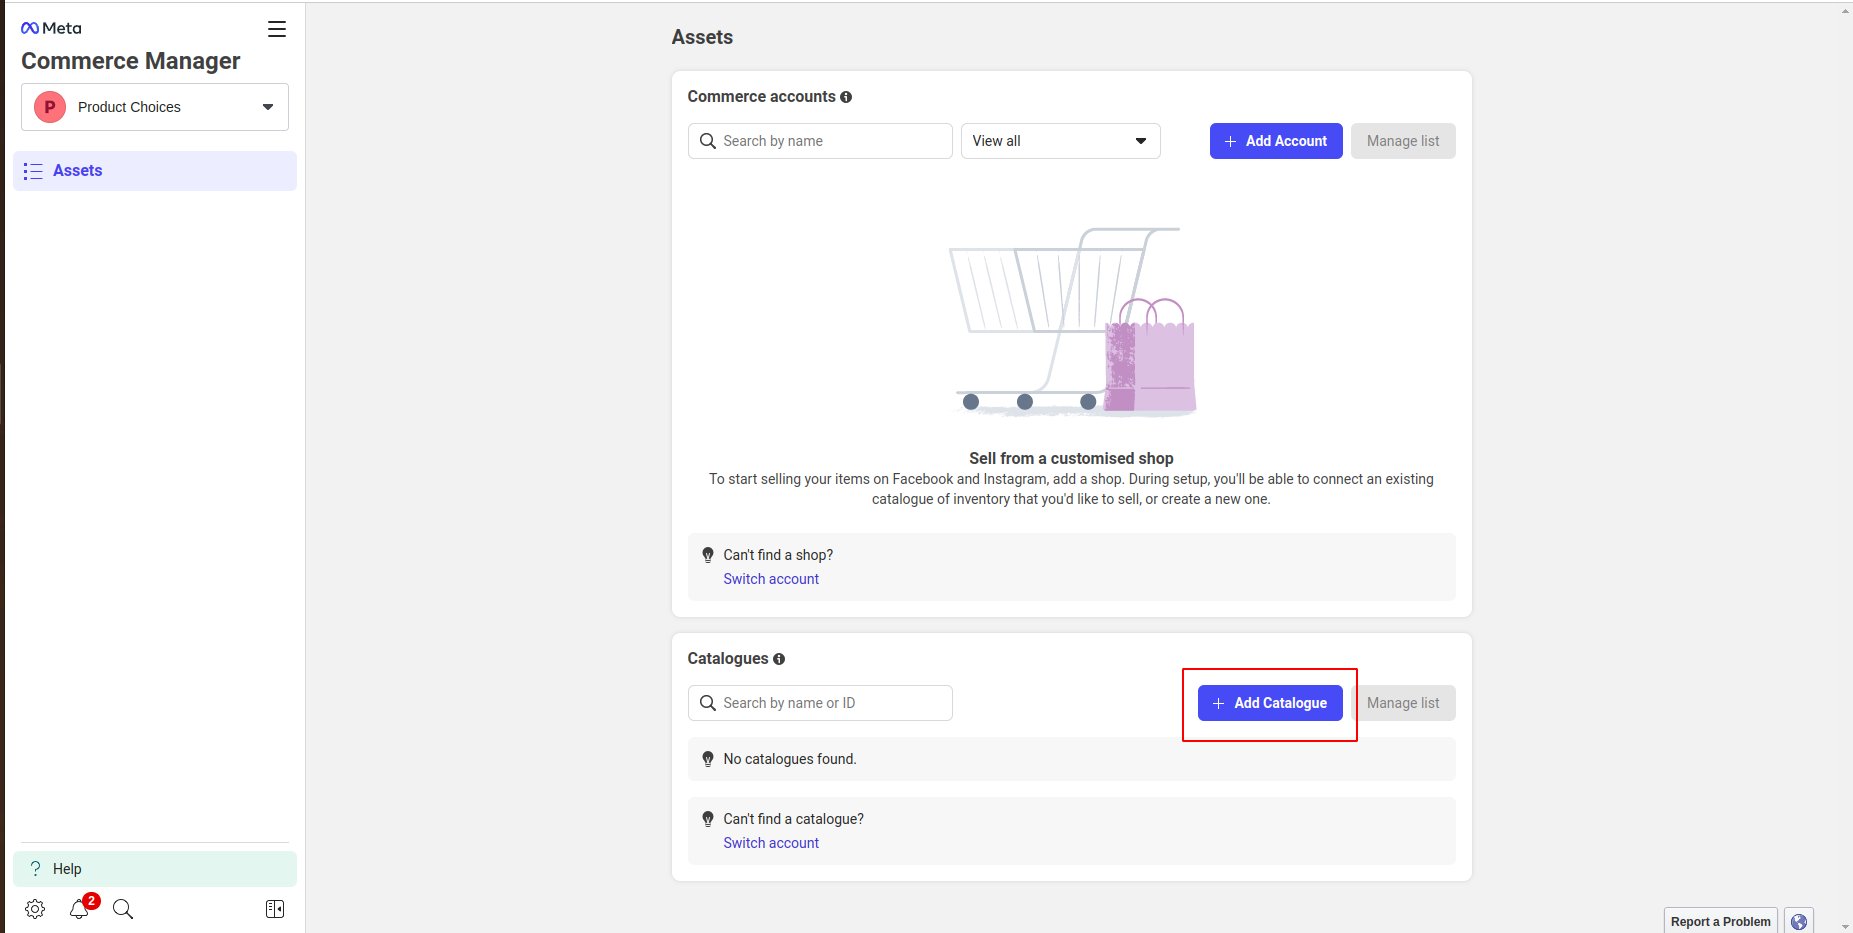 Meta
Commerce Manager
P Product Choices
Assets
Help
2
Assets
Commerce accounts
Search by name
View all
+ Add Account
Manage list
Sell from a customised shop
To start selling your items on Facebook and Instagram, add a shop. During setup, you'll be able to connect an existing
catalogue of inventory that you'd like to sell, or create a new one.
Can't find a shop?
Switch account
Catalogues
Search by name or ID
+ Add Catalogue
Manage list
No catalogues found.
Can't find a catalogue?
Switch account
Report a Problem